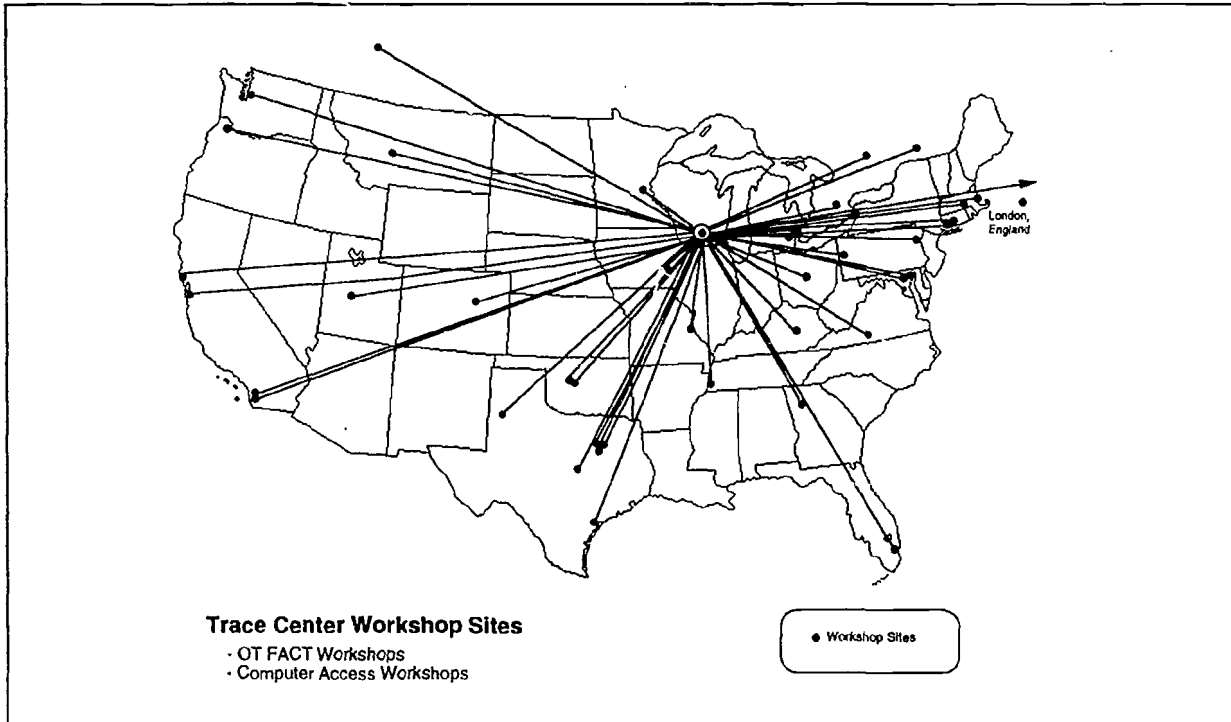 London,
England
Trace Center Workshop Sites
- OT FACT Workshops
- Computer Access Workshops
● Workshop Sites